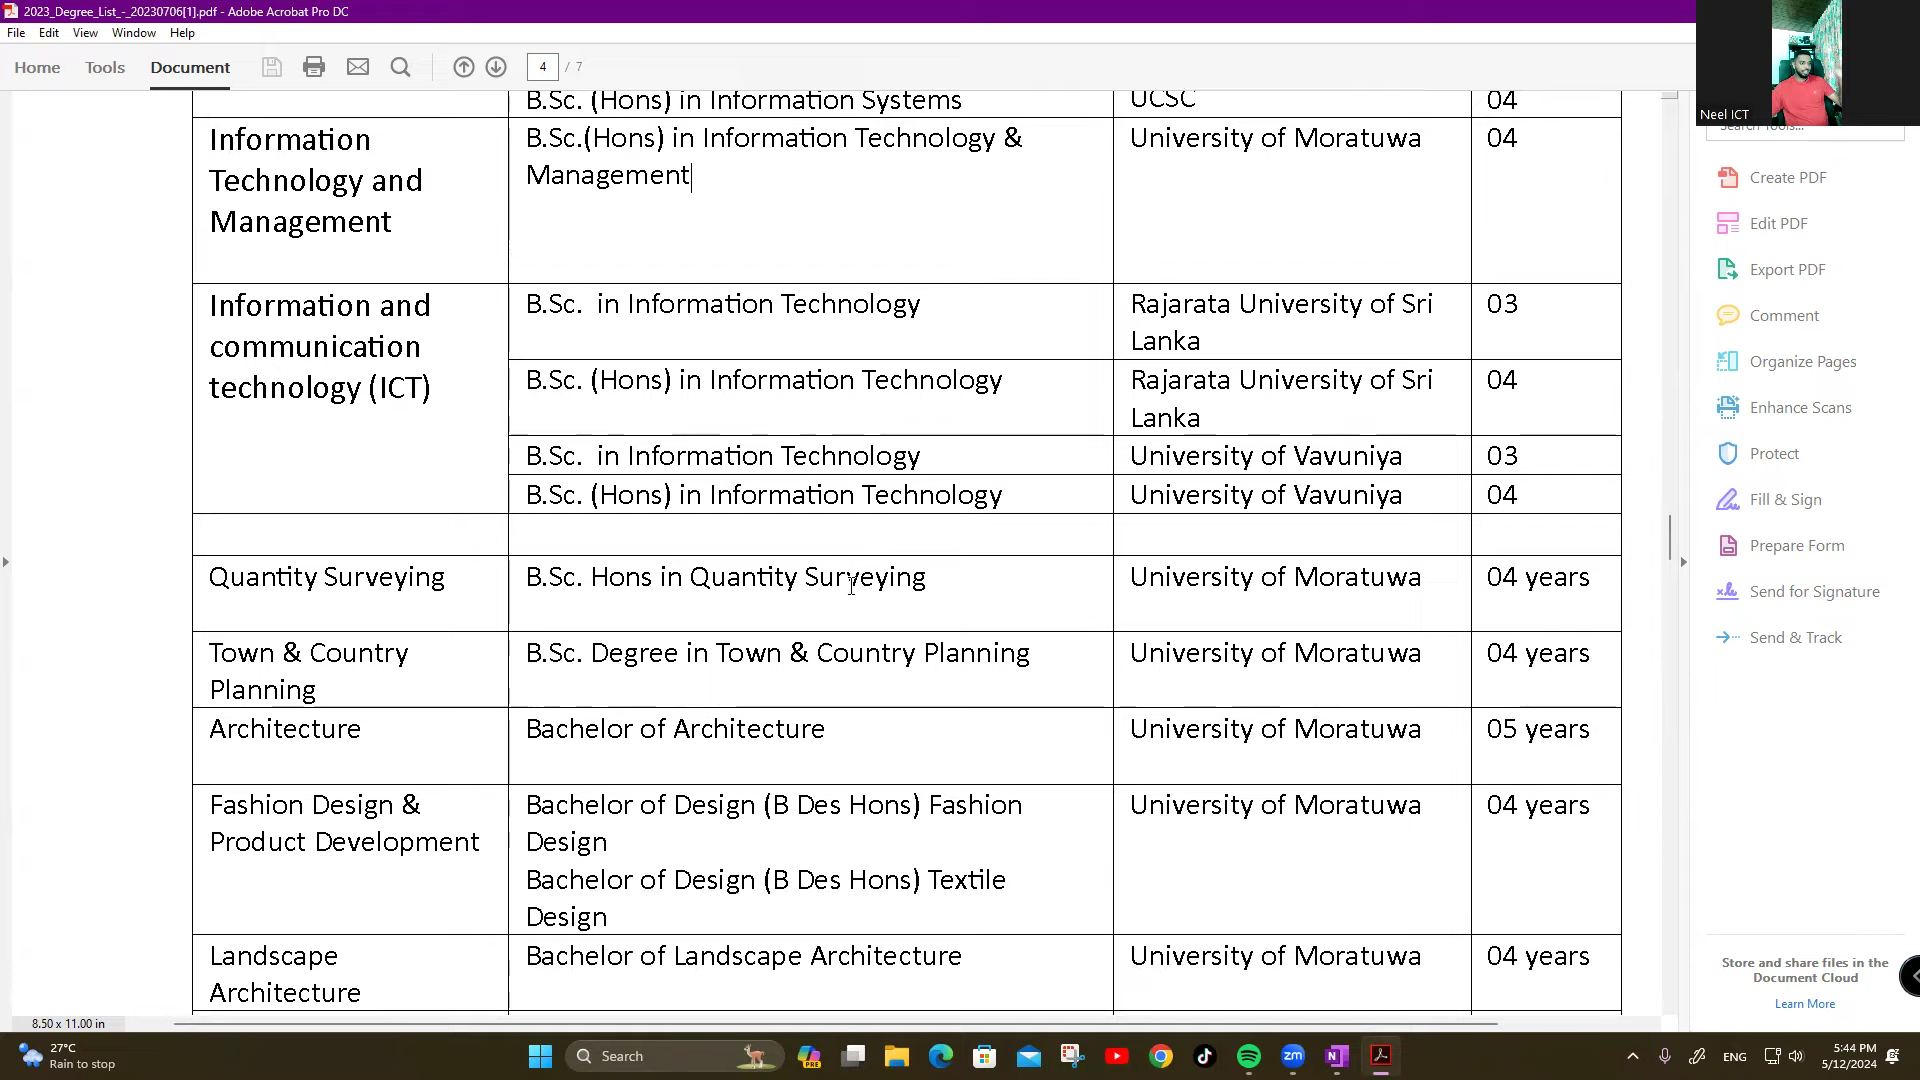 2023_Degree_List_-_20230706[1].pdf - Adobe Acrobat Pro DC
File Edit View Window Help
Home Tools Document 4 / 7
Neel ICT
Search Tools...
B.Sc. (Hons) in Information Systems UCSC 04
Information Technology and Management
B.Sc.(Hons) in Information Technology & Management
University of Moratuwa 04
Information and communication technology (ICT)
B.Sc. in Information Technology Rajarata University of Sri Lanka 03
B.Sc. (Hons) in Information Technology Rajarata University of Sri Lanka 04
B.Sc. in Information Technology University of Vavuniya 03
B.Sc. (Hons) in Information Technology University of Vavuniya 04
Quantity Surveying B.Sc. Hons in Quantity Surveying University of Moratuwa 04 years
Town & Country Planning B.Sc. Degree in Town & Country Planning University of Moratuwa 04 years
Architecture Bachelor of Architecture University of Moratuwa 05 years
Fashion Design & Product Development
Bachelor of Design (B Des Hons) Fashion Design
Bachelor of Design (B Des Hons) Textile Design
University of Moratuwa 04 years
Landscape Architecture Bachelor of Landscape Architecture University of Moratuwa 04 years
Create PDF
Edit PDF
Export PDF
Comment
Organize Pages
Enhance Scans
Protect
Fill & Sign
Prepare Form
Send for Signature
Send & Track
Store and share files in the
Document Cloud
Learn More
8.50 x 11.00 in
27°C
Rain to stop
Search
PRE
zm
N
ENG
5:44 PM
5/12/2024